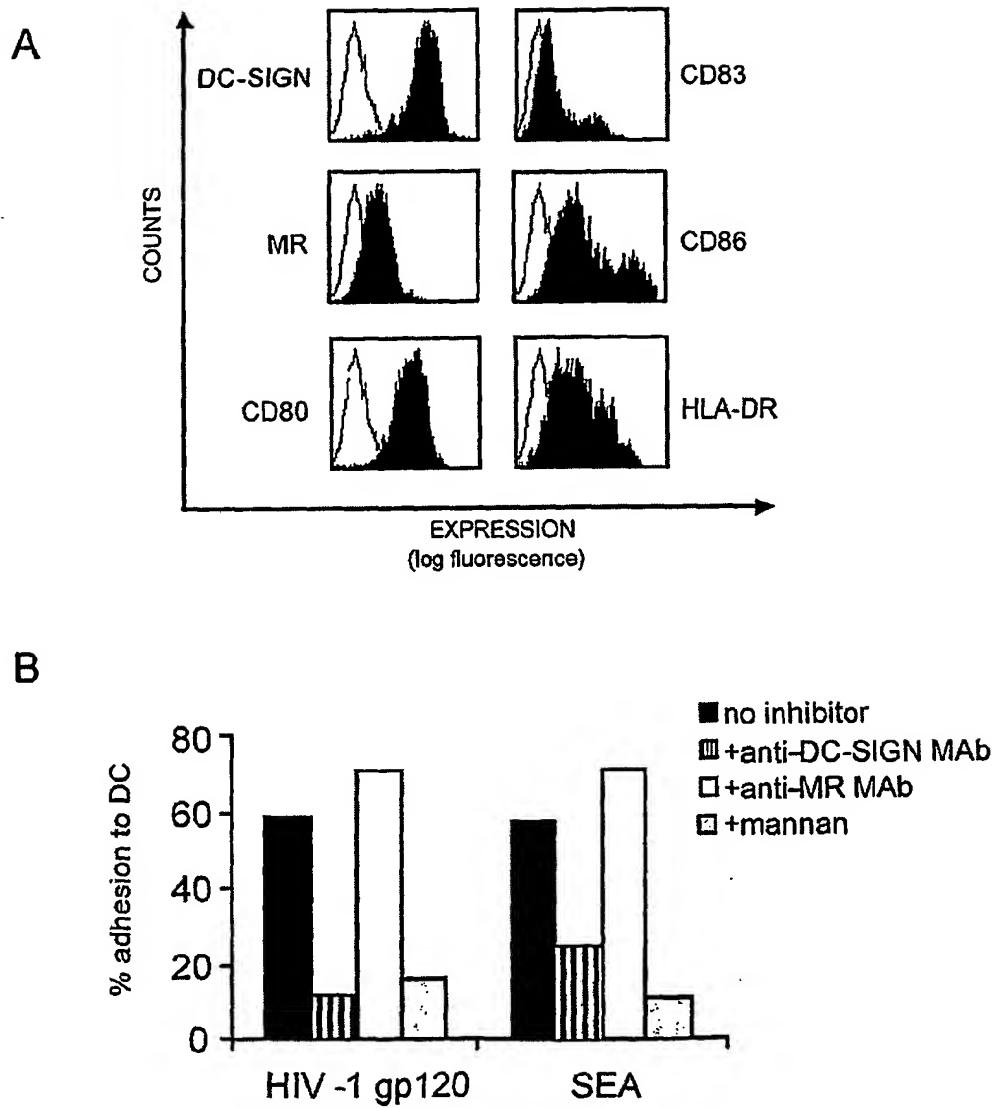 A
DC-SIGN
CD83
MR
CD86
CD80
HLA-DR
COUNTS
EXPRESSION
(log fluorescence)
B
no inhibitor
+anti-DC-SIGN MAb
+anti-MR MAb
+mannan
% adhesion to DC
80
60
40
20
0
HIV -1 gp120
SEA